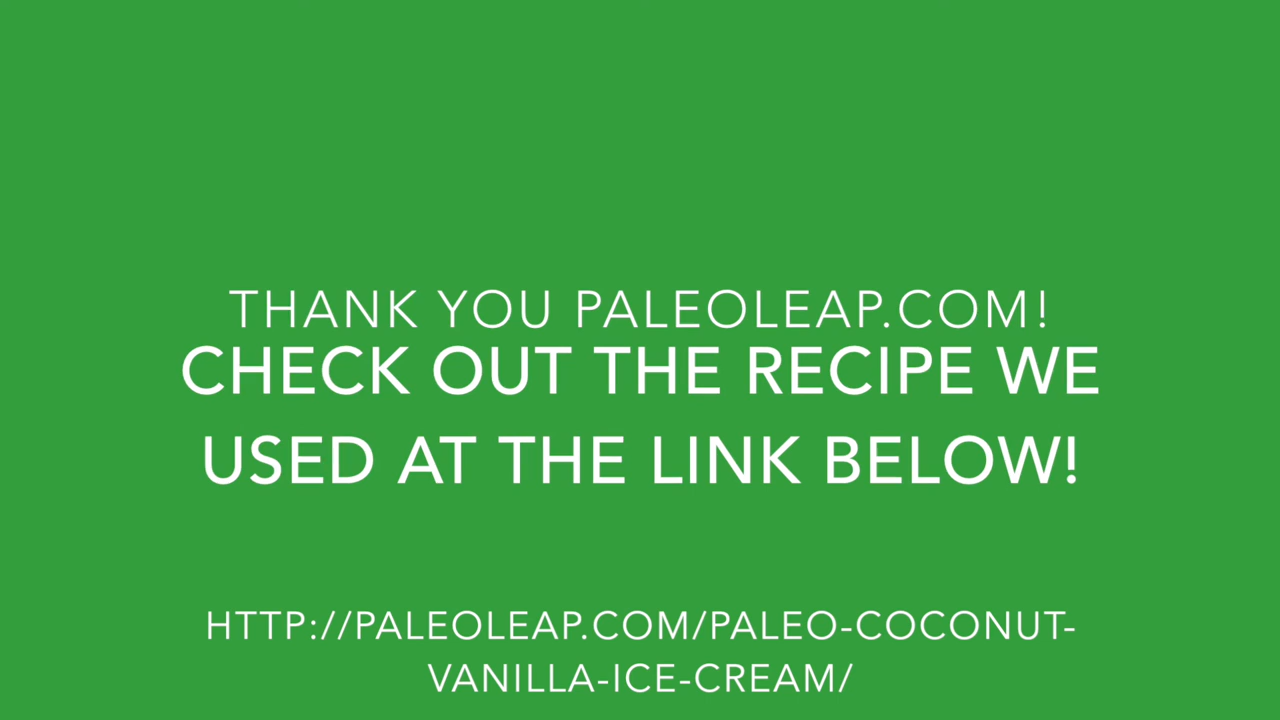 THANK YOU PALEOLEAP.COM!
CHECK OUT THE RECIPE WE
USED AT THE LINK BELOW!
HTTP://PALEOLEAP.COM/PALEO-COCONUT-
VANILLA-ICE-CREAM/